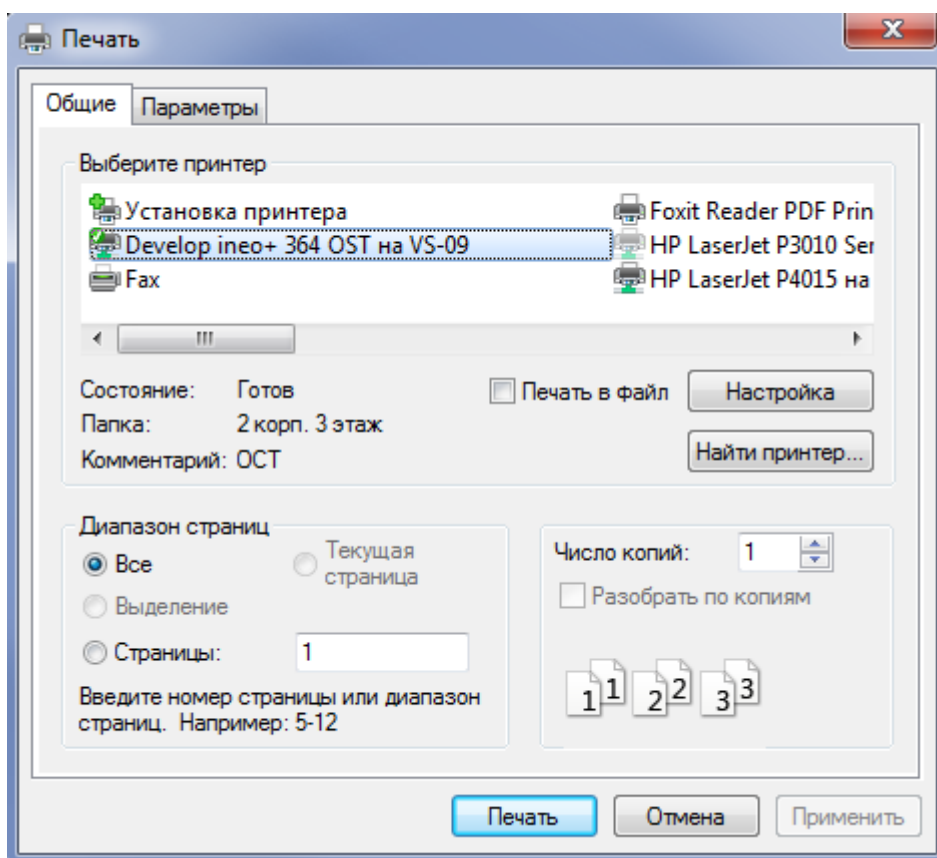 Печать
Общие
Параметры
Выберите принтер
Установка принтера
Foxit Reader PDF Prin
Develop ineo+ 364 OST на VS-09
HP LaserJet P3010 Ser
Fax
HP LaserJet P4015 на
Состояние: Готов
Печать в файл
Настройка
Папка: 2 корп. 3 этаж
Комментарий: ОСТ
Найти принтер...
Диапазон страниц
Все
Текущая
страница
Выделение
Страницы: 1
Введите номер страницы или диапазон
страниц. Например: 5-12
Число копий: 1
Разобрать по копиям
1 1 2 2 3 3
Печать
Отмена
Применить